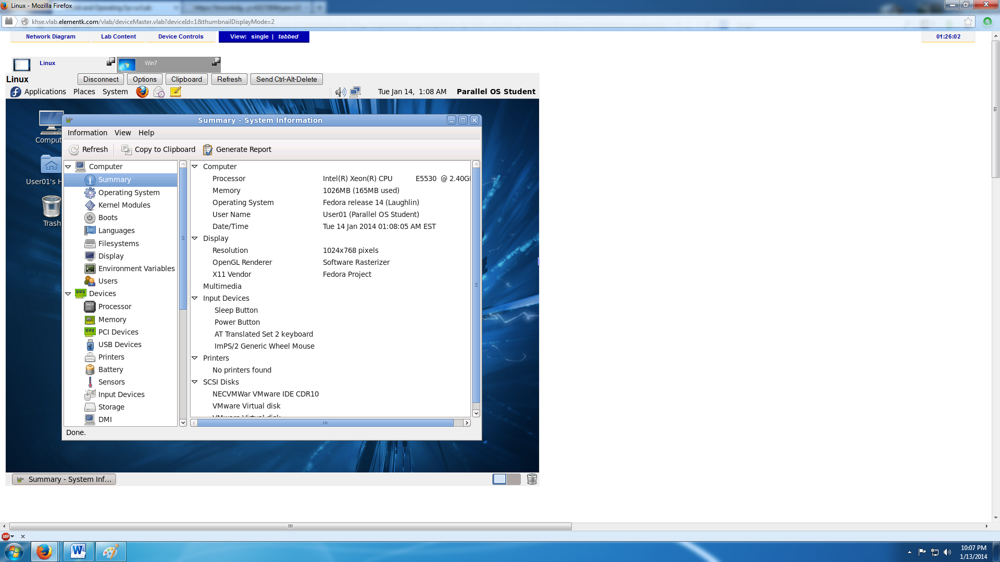 Linux - Mozilla Firefox
khse.vlab.elementk.com/vlab/deviceMaster.vlab?deviceId=1&thumbnailDisplayMode=2
Network Diagram Lab Content Device Controls View: single | tabbed 01:26:02
Linux Win7
Linux Disconnect Options Clipboard Refresh Send Ctrl-Alt-Delete
Applications Places System Tue Jan 14, 1:08 AM Parallel OS Student
Summary - System Information
Information View Help
Refresh Copy to Clipboard Generate Report
Comput
User01's H
Trash
Computer
Summary
Operating System
Kernel Modules
Boots
Languages
Filesystems
Display
Environment Variables
Users
Devices
Processor
Memory
PCI Devices
USB Devices
Printers
Battery
Sensors
Input Devices
Storage
DMI
Computer
Processor Intel(R) Xeon(R) CPU E5530 @ 2.40G
Memory 1026MB (165MB used)
Operating System Fedora release 14 (Laughlin)
User Name User01 (Parallel OS Student)
Date/Time Tue 14 Jan 2014 01:08:05 AM EST
Display
Resolution 1024x768 pixels
OpenGL Renderer Software Rasterizer
X11 Vendor Fedora Project
Multimedia
Input Devices
Sleep Button
Power Button
AT Translated Set 2 keyboard
ImPS/2 Generic Wheel Mouse
Printers
No printers found
SCSI Disks
NECVMWar VMware IDE CDR10
VMware Virtual disk
VMware Virtual disk
Done.
Summary - System Inf...
ABP
10:07 PM
1/13/2014